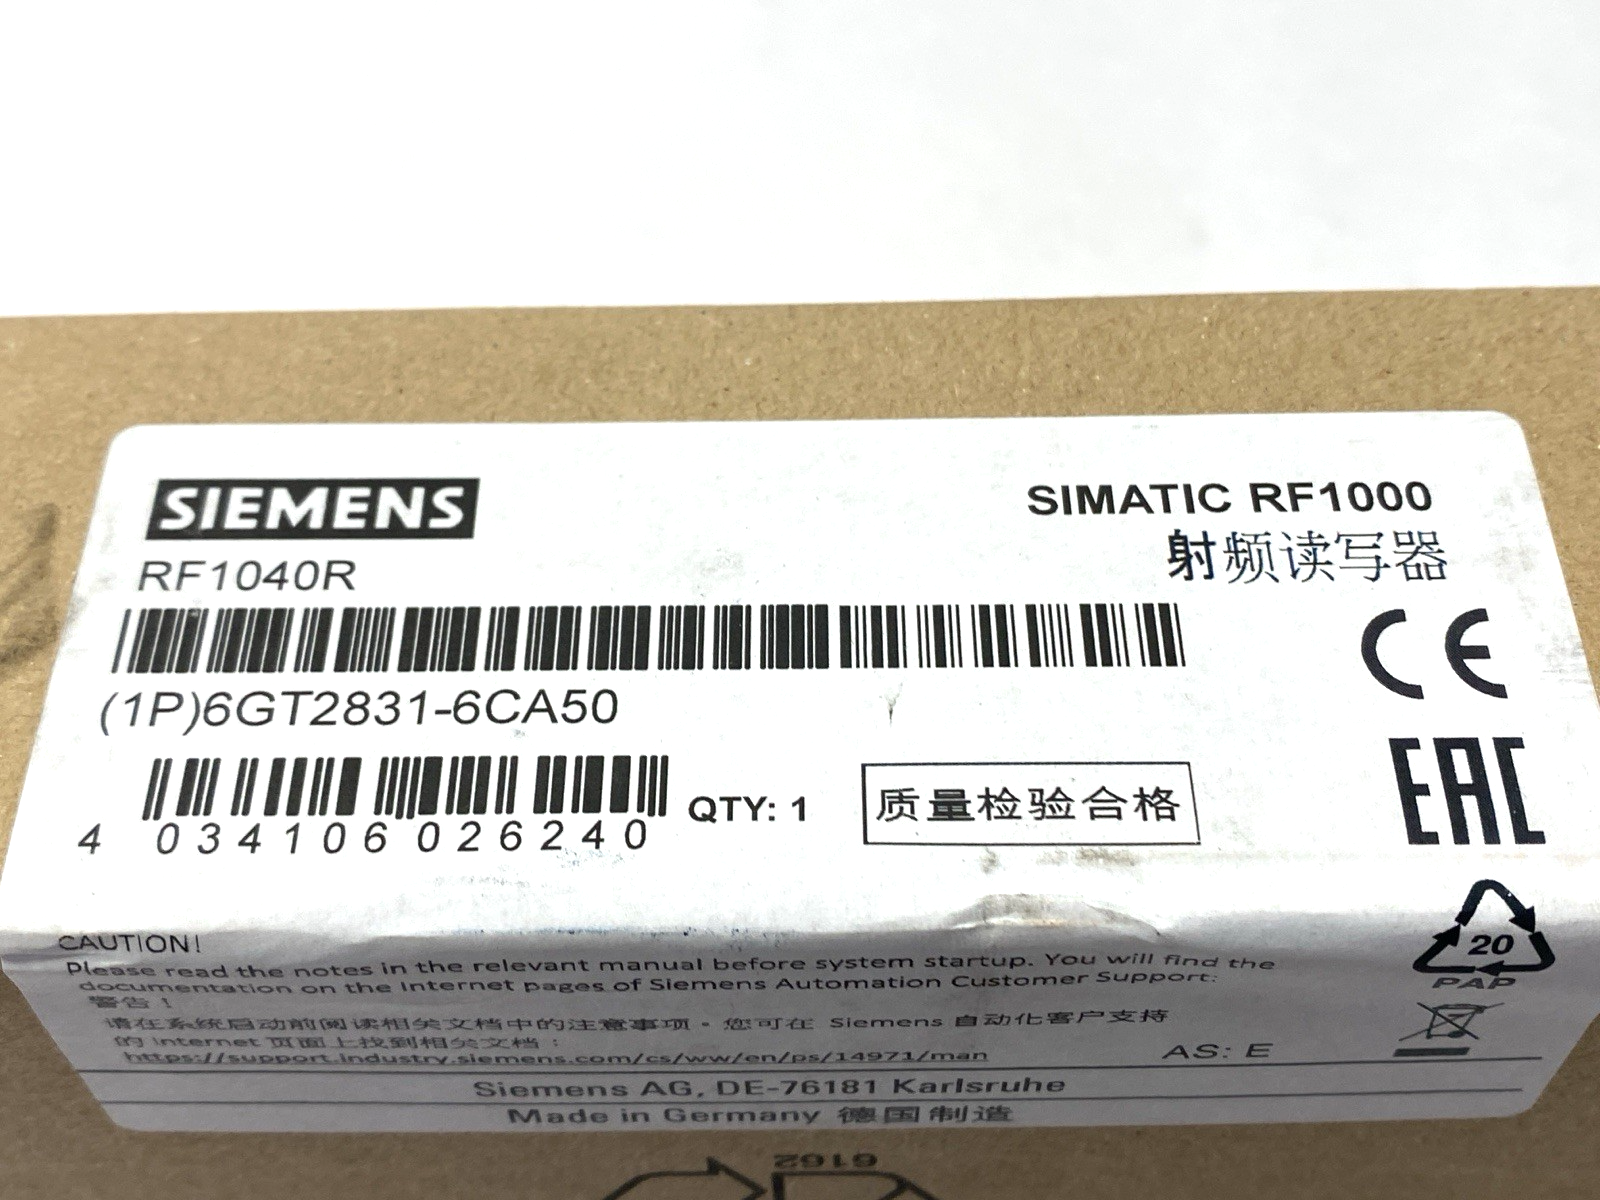 SIEMENS
SIMATIC RF1000
射频读写器
RF1040R
(1P)6GT2831-6CA50
CE
4 034106 026240
QTY: 1
质量检验合格
EAC
20
PAP
CAUTION!
Please read the notes in the relevant manual before system startup. You will find the
documentation on the Internet pages of Siemens Automation Customer Support:
警告！
请在系统启动前阅读相关文档中的注意事项。您可在 Siemens 自动化客户支持
的 Internet 页面上找到相关文档：
https://support.industry.siemens.com/cs/ww/en/ps/14971/man
AS: E
Siemens AG, DE-76181 Karlsruhe
Made in Germany 德国制造
6162